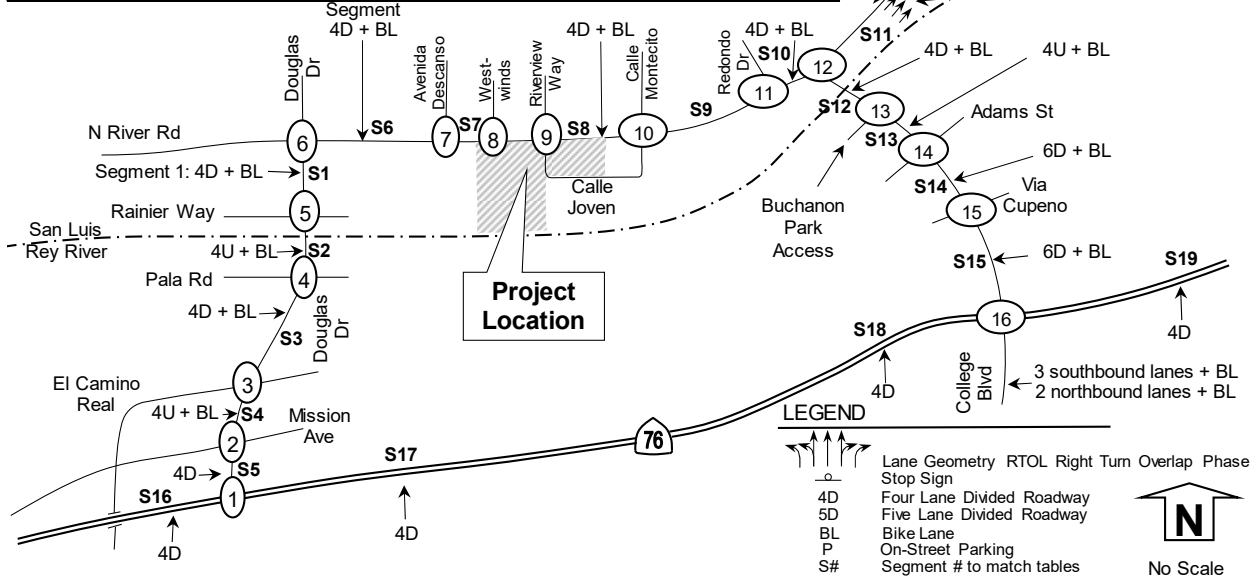 Segment
4D + BL
Douglas
Dr
Avenida
Descanso
West-
winds
Riverview
Way
4D + BL
Calle
Montecito
Redondo
Dr
4D + BL
S10
S11
12
4D + BL
4U + BL
11
S12
13
Adams St
N River Rd
6
S6
7
S7
8
9
S8
10
S9
S13
14
6D + BL
Segment 1: 4D + BL
S1
S14
Via
Cupeno
Rainier Way
5
Calle
Joven
Buchanon
Park
Access
15
San Luis
Rey River
4U + BL
S2
S15
6D + BL
S19
Pala Rd
4
Project
Location
4D + BL
S3
Douglas
Dr
S18
16
4D
3
El Camino
Real
4D
College
Blvd
3 southbound lanes + BL
2 northbound lanes + BL
4U + BL
S4
Mission
Ave
2
76
S17
4D
S5
S16
1
4D
4D
LEGEND
Lane Geometry RTOL Right Turn Overlap Phase
Stop Sign
4D Four Lane Divided Roadway
5D Five Lane Divided Roadway
BL Bike Lane
P On-Street Parking
S# Segment # to match tables
N
No Scale